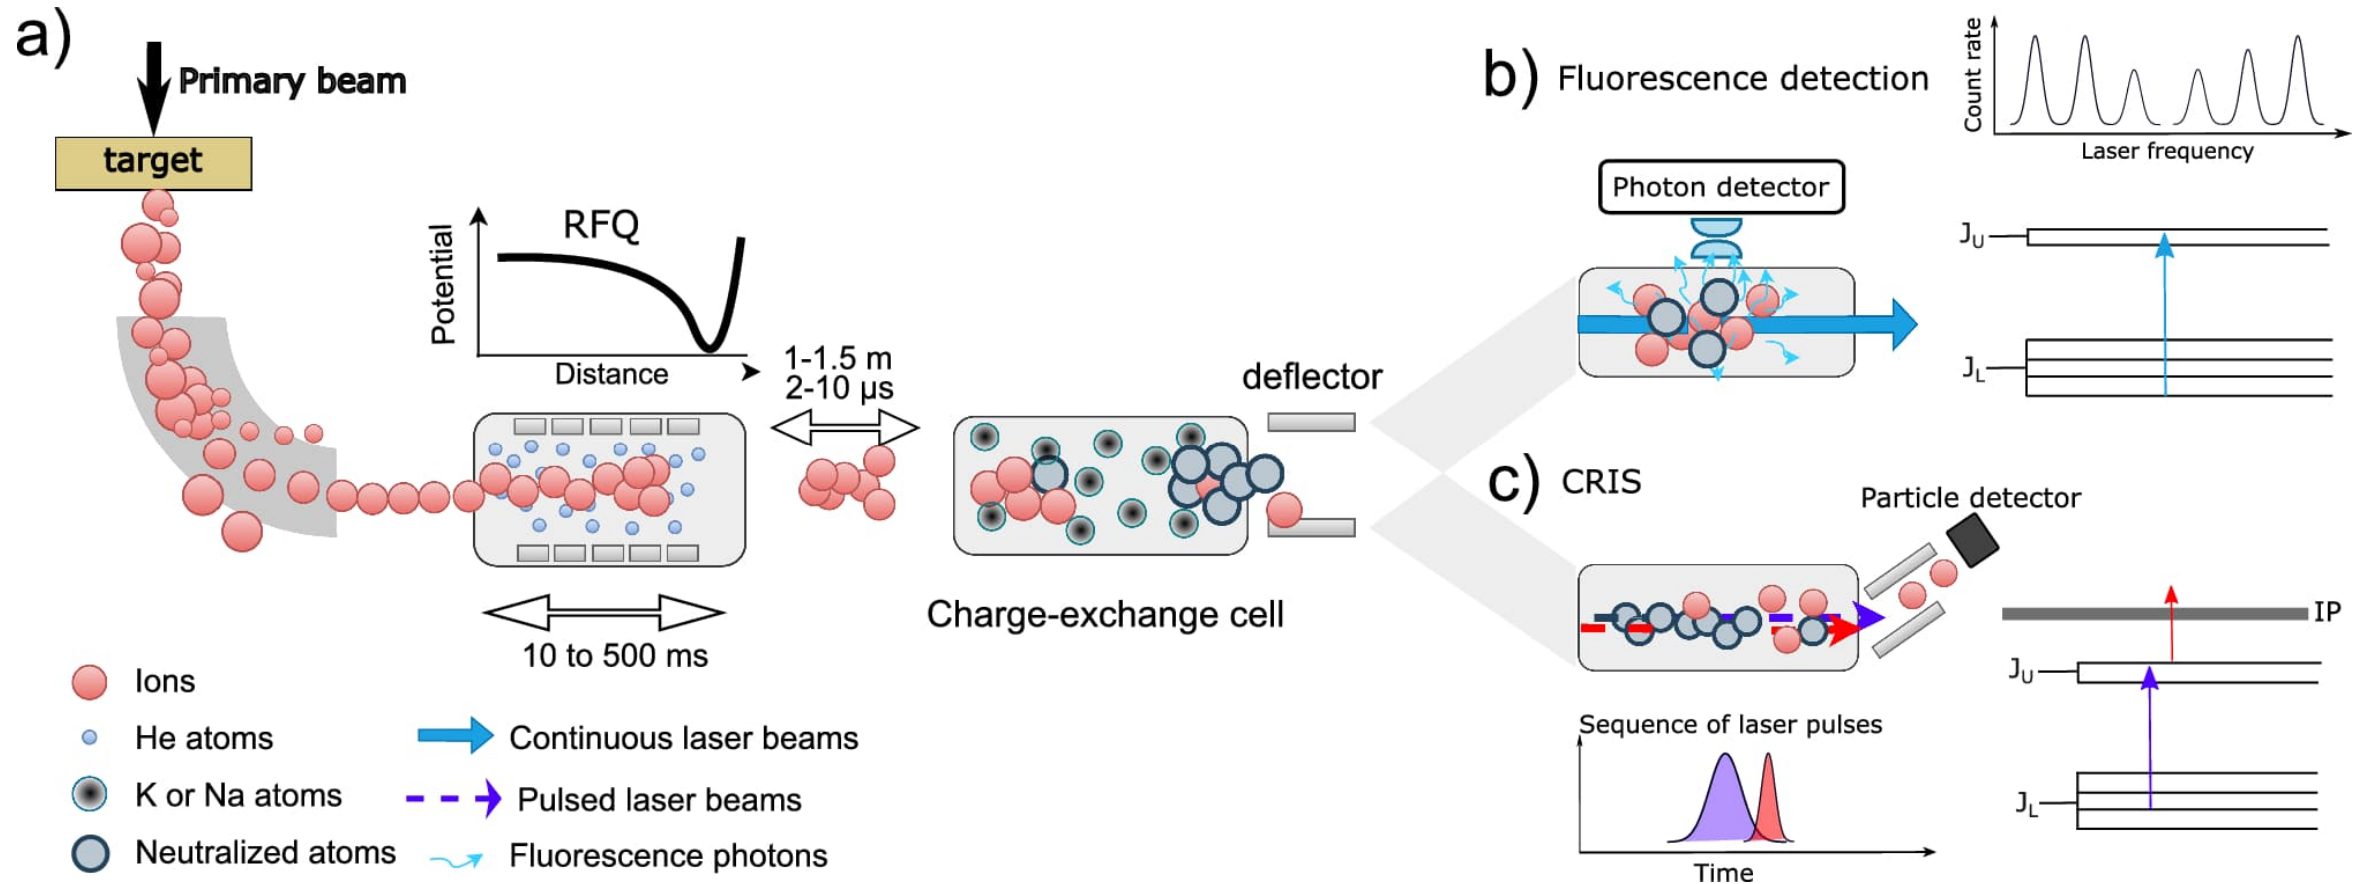 a)
Primary beam
target
RFQ
Potential
Distance
1-1.5 m
2-10 μs
10 to 500 ms
Charge-exchange cell
deflector
Ions
He atoms
K or Na atoms
Neutralized atoms
Continuous laser beams
Pulsed laser beams
Fluorescence photons
b) Fluorescence detection
Count rate
Laser frequency
Photon detector
JU
JL
c) CRIS
Particle detector
IP
JU
JL
Sequence of laser pulses
Time